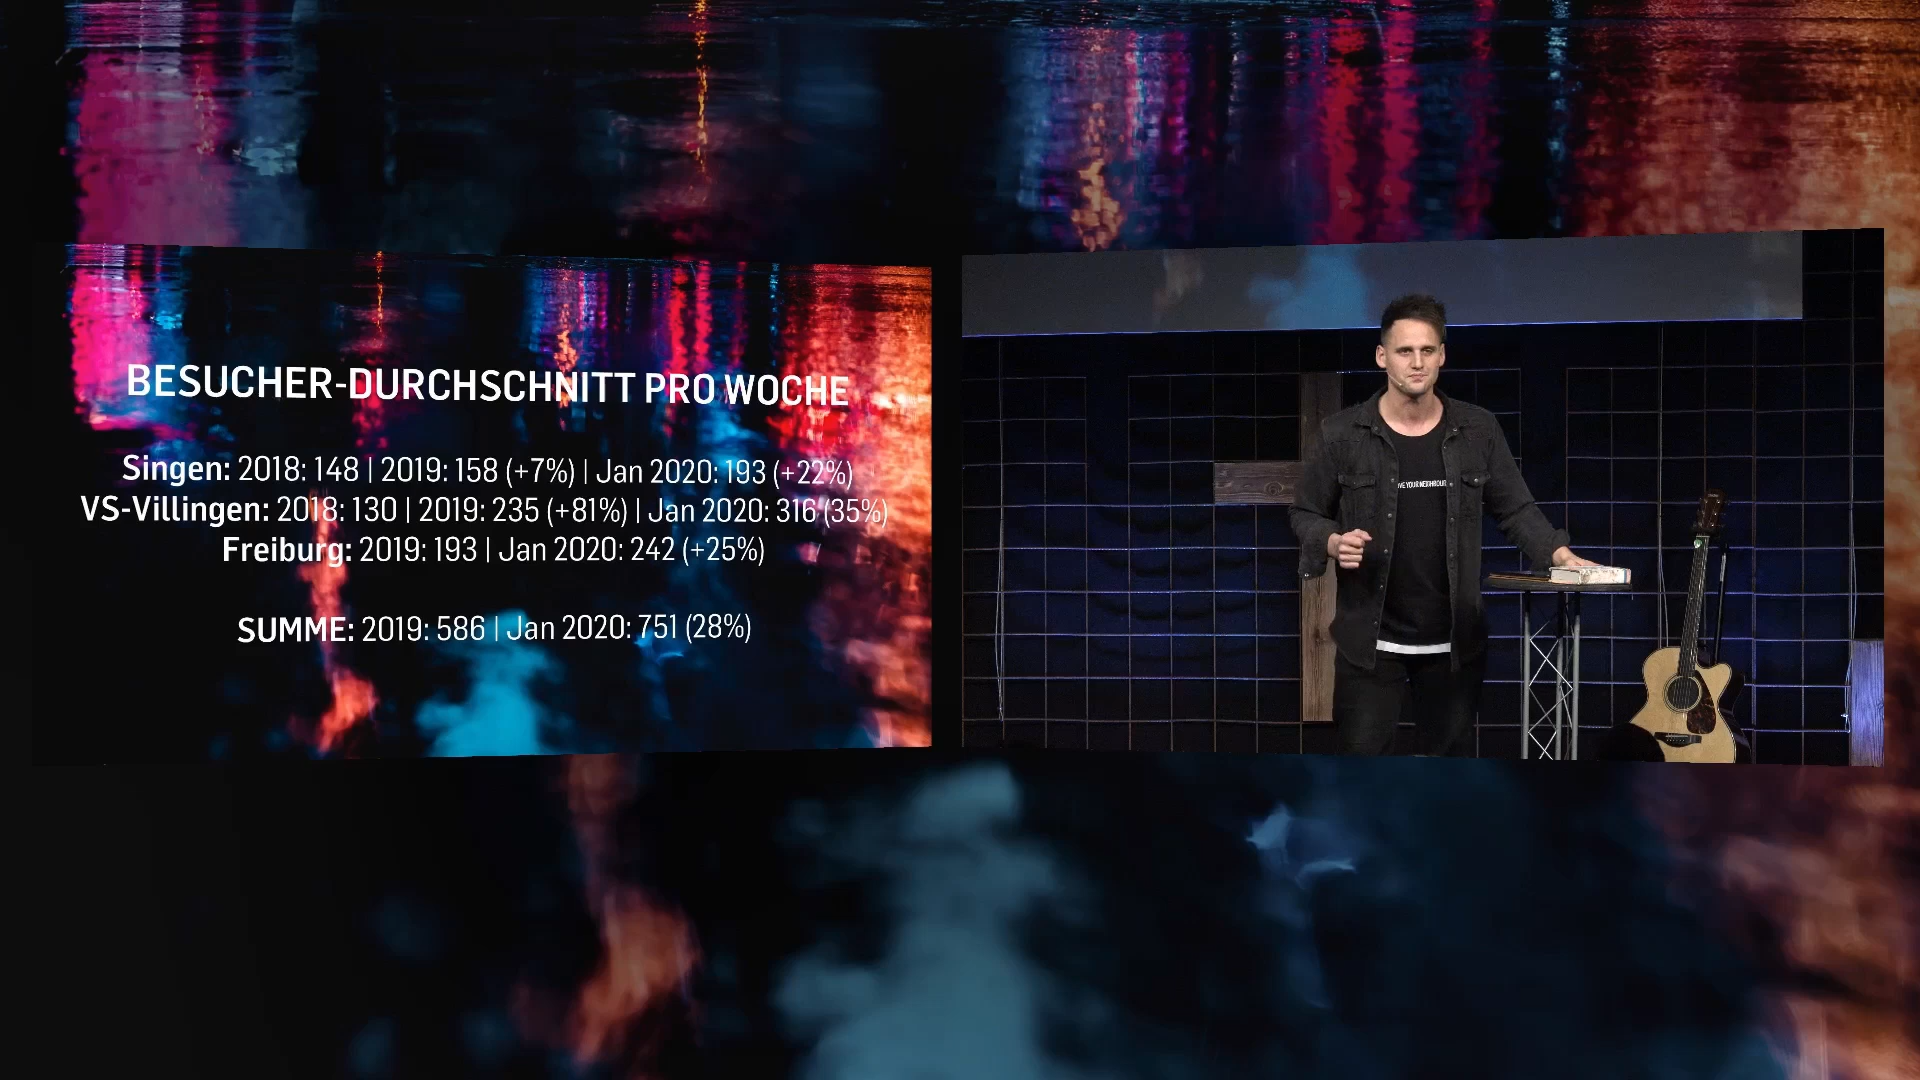 BESUCHER-DURCHSCHNITT PRO WOCHE
Singen: 2018: 148 | 2019: 158 (+7%) | Jan 2020: 193 (+22%)
VS-Villingen: 2018: 130 | 2019: 235 (+81%) | Jan 2020: 316 (35%)
Freiburg: 2019: 193 | Jan 2020: 242 (+25%)
SUMME: 2019: 586 | Jan 2020: 751 (28%)
YOUR NEIGHBOUR